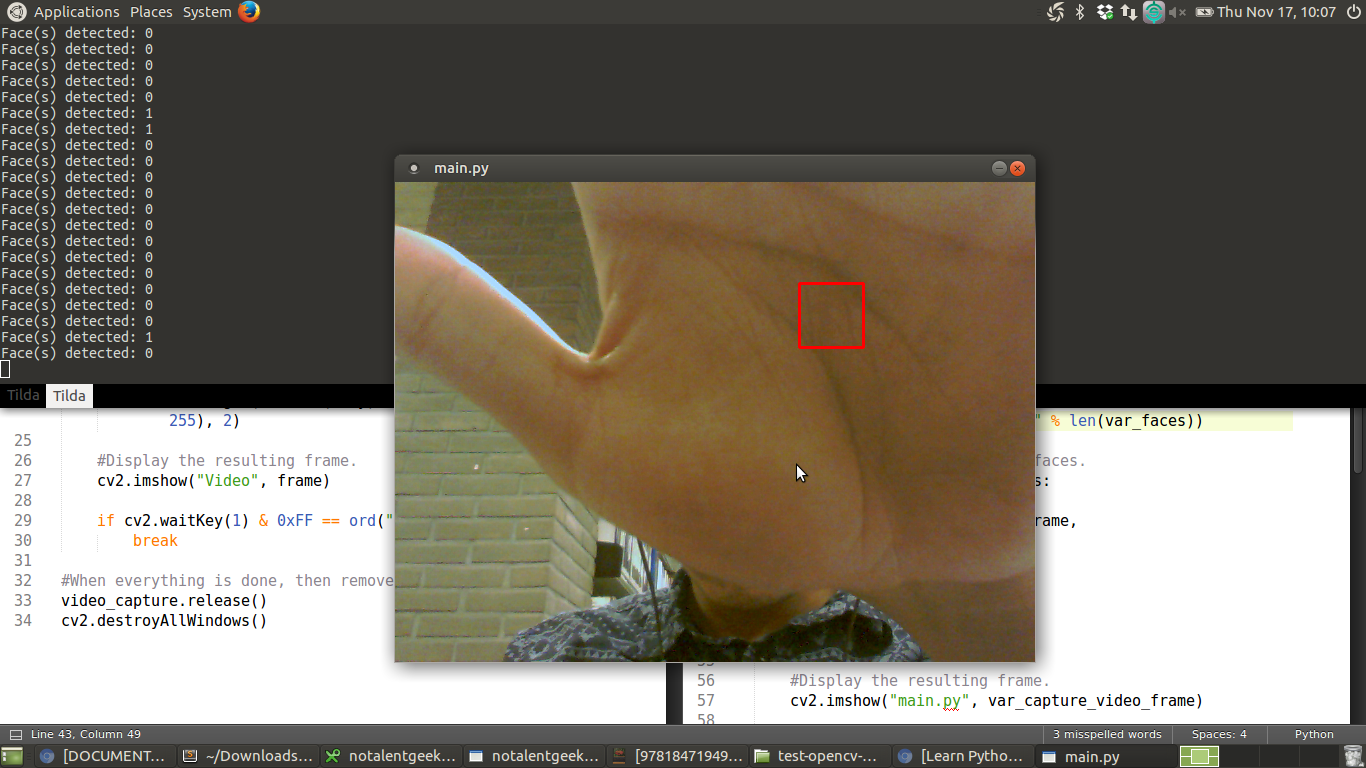 Applications Places System
Thu Nov 17, 10:07
Face(s) detected: 0
Face(s) detected: 0
Face(s) detected: 0
Face(s) detected: 0
Face(s) detected: 0
Face(s) detected: 1
Face(s) detected: 1
Face(s) detected: 0
Face(s) detected: 0
Face(s) detected: 0
Face(s) detected: 0
Face(s) detected: 0
Face(s) detected: 0
Face(s) detected: 0
Face(s) detected: 0
Face(s) detected: 0
Face(s) detected: 0
Face(s) detected: 0
Face(s) detected: 0
Face(s) detected: 1
Face(s) detected: 0
Tilda Tilda
main.py
255), 2)
25
26 #Display the resulting frame.
27 cv2.imshow("Video", frame)
28
29 if cv2.waitKey(1) & 0xFF == ord("
30 break
31
32 #When everything is done, then remove
33 video_capture.release()
34 cv2.destroyAllWindows()
" % len(var_faces))
faces.
s:
rame,
56 #Display the resulting frame.
57 cv2.imshow("main.py", var_capture_video_frame)
58
Line 43, Column 49
3 misspelled words Spaces: 4 Python
[DOCUMENT... ~/Downloads... notalentgeek... notalentgeek... [97818471949... test-opencv-... [Learn Pytho... main.py